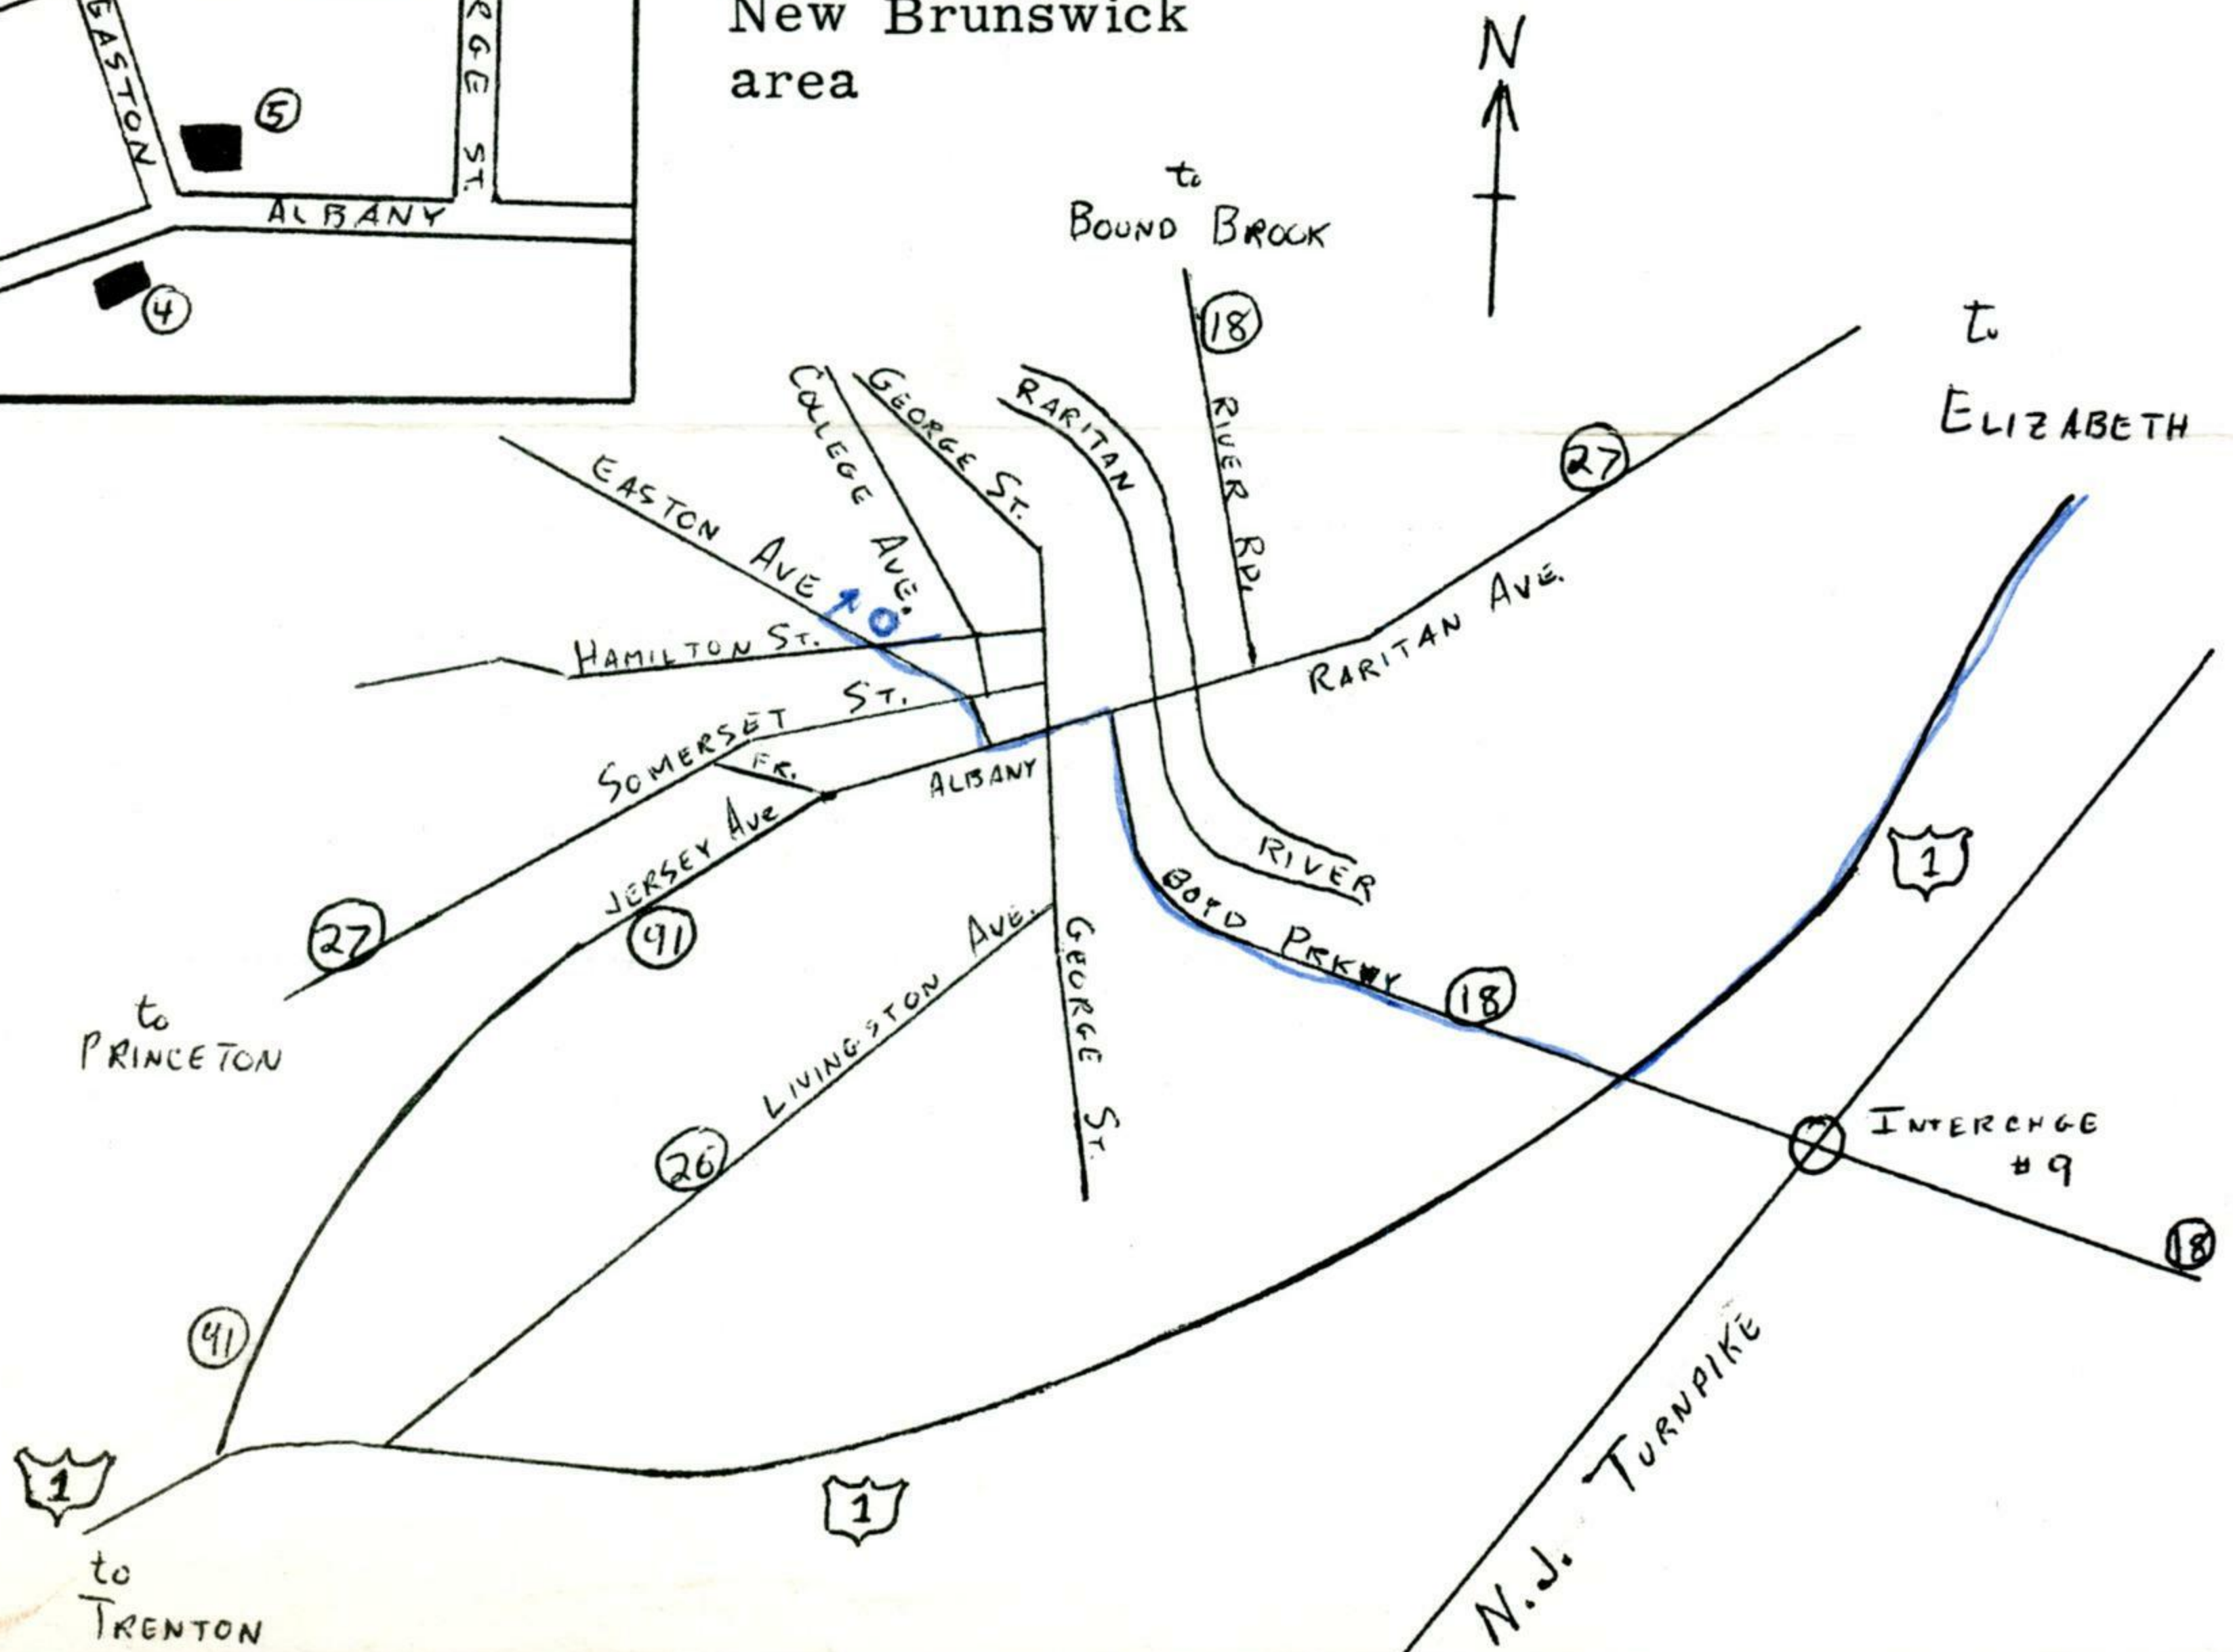 New Brunswick
area
EASTON
RGE ST.
5
ALBANY
4
N
to
BOUND BROOK
18
RIVER RD.
to
ELIZABETH
27
RARITAN AVE.
COLLEGE AVE.
GEORGE ST.
RARITAN
RIVER
EASTON AVE
HAMILTON ST.
SOMERSET ST.
FR.
ALBANY
JERSEY AVE
91
27
to
PRINCETON
LIVINGSTON AVE.
26
GEORGE ST.
BOYD PRKWY
18
1
INTERCHGE
#9
18
N.J. TURNPIKE
91
1
1
to
TRENTON